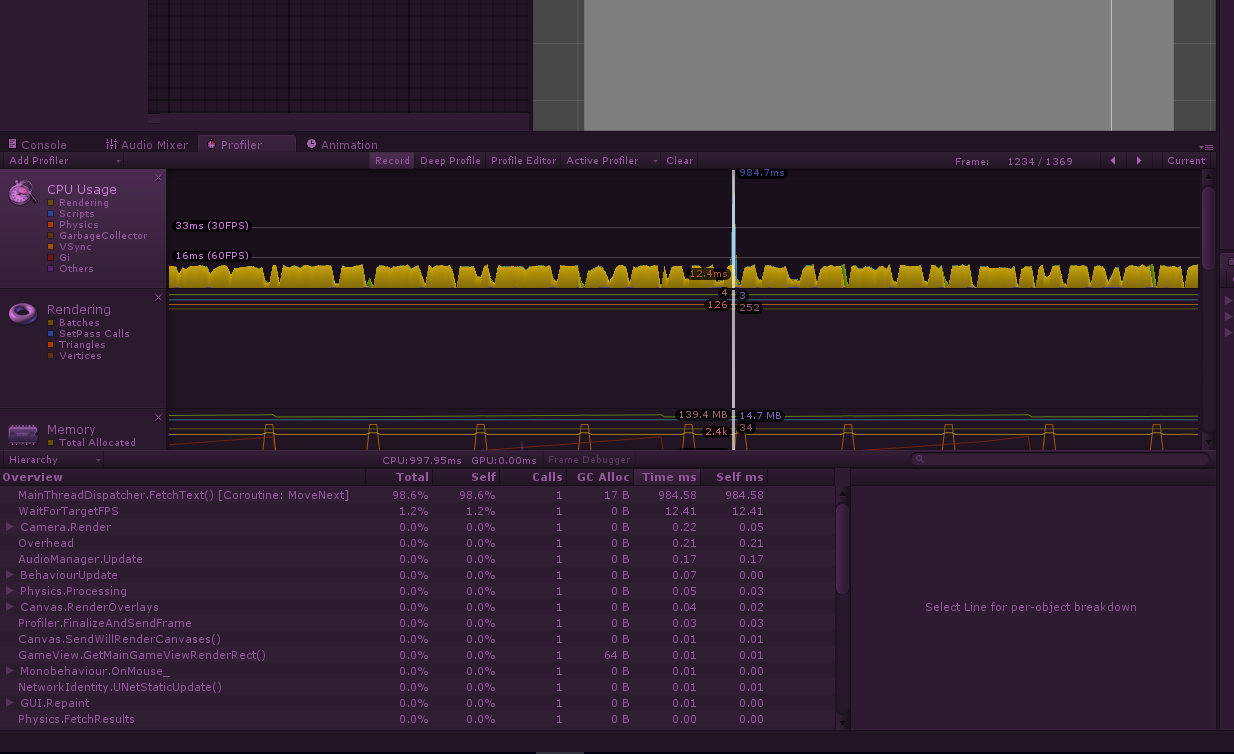 Console Audio Mixer Profiler Animation
Add Profiler Record Deep Profile Profile Editor Active Profiler Clear Frame: 1234 / 1369 Current
984.7ms
CPU Usage
Rendering
Scripts
Physics
33ms (30FPS)
GarbageCollector
VSync
16ms (60FPS)
Gi
Others
12.4ms
4 3
126 252
Rendering
Batches
SetPass Calls
Triangles
Vertices
139.4 MB 14.7 MB
Memory
2.4k 34
Total Allocated
Hierarchy CPU:997.95ms GPU:0.00ms Frame Debugger
Overview Total Self Calls GC Alloc Time ms Self ms
MainThreadDispatcher.FetchText() [Coroutine: MoveNext] 98.6% 98.6% 1 17 B 984.58 984.58
WaitForTargetFPS 1.2% 1.2% 1 0 B 12.41 12.41
Camera.Render 0.0% 0.0% 1 0 B 0.22 0.05
Overhead 0.0% 0.0% 1 0 B 0.21 0.21
AudioManager.Update 0.0% 0.0% 1 0 B 0.17 0.17
BehaviourUpdate 0.0% 0.0% 1 0 B 0.07 0.00
Physics.Processing 0.0% 0.0% 1 0 B 0.05 0.03
Canvas.RenderOverlays 0.0% 0.0% 1 0 B 0.04 0.02
Select Line for per-object breakdown
Profiler.FinalizeAndSendFrame 0.0% 0.0% 1 0 B 0.03 0.03
Canvas.SendWillRenderCanvases() 0.0% 0.0% 1 0 B 0.01 0.01
GameView.GetMainGameViewRenderRect() 0.0% 0.0% 1 64 B 0.01 0.01
Monobehaviour.OnMouse_ 0.0% 0.0% 1 0 B 0.01 0.00
NetworkIdentity.UNetStaticUpdate() 0.0% 0.0% 1 0 B 0.01 0.01
GUI.Repaint 0.0% 0.0% 1 0 B 0.01 0.00
Physics.FetchResults 0.0% 0.0% 1 0 B 0.00 0.00